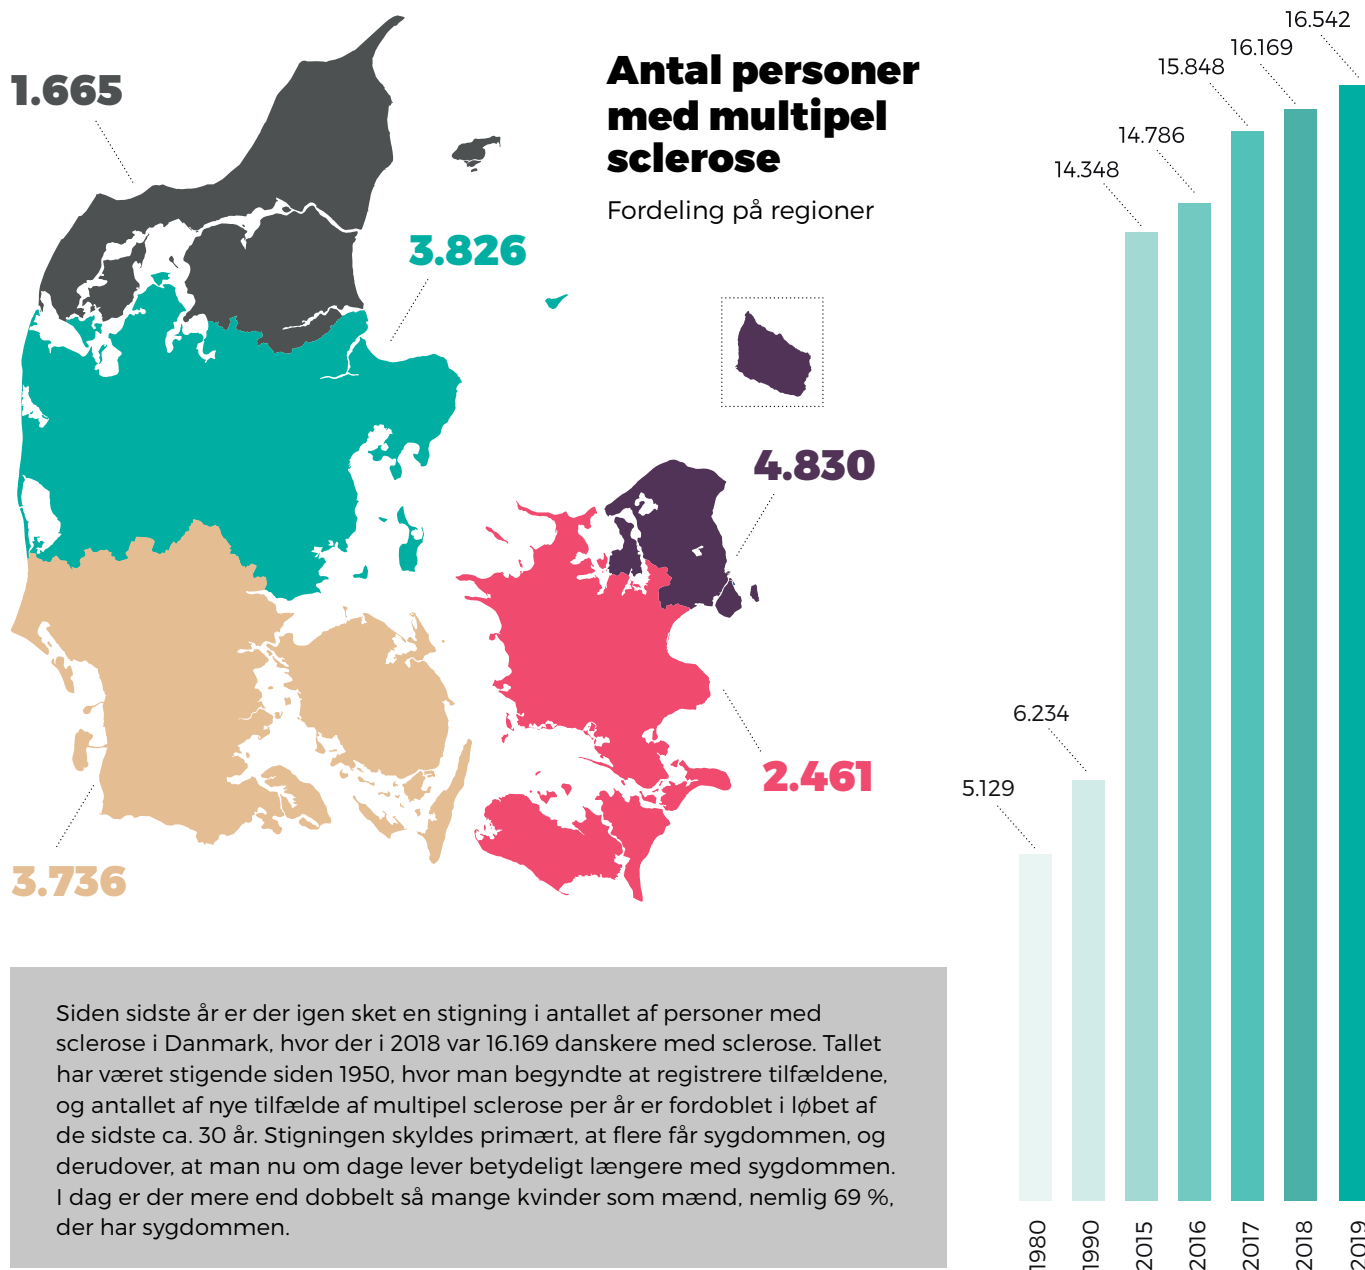 Antal personer
med multipel
sclerose
Fordeling på regioner
1.665
3.826
4.830
2.461
3.736
Siden sidste år er der igen sket en stigning i antallet af personer med
sclerose i Danmark, hvor der i 2018 var 16.169 danskere med sclerose. Tallet
har været stigende siden 1950, hvor man begyndte at registrere tilfældene,
og antallet af nye tilfælde af multipel sclerose per år er fordoblet i løbet af
de sidste ca. 30 år. Stigningen skyldes primært, at flere får sygdommen, og
derudover, at man nu om dage lever betydeligt længere med sygdommen.
I dag er der mere end dobbelt så mange kvinder som mænd, nemlig 69 %,
der har sygdommen.
5.129
6.234
14.348
14.786
15.848
16.169
16.542
1980
1990
2015
2016
2017
2018
2019